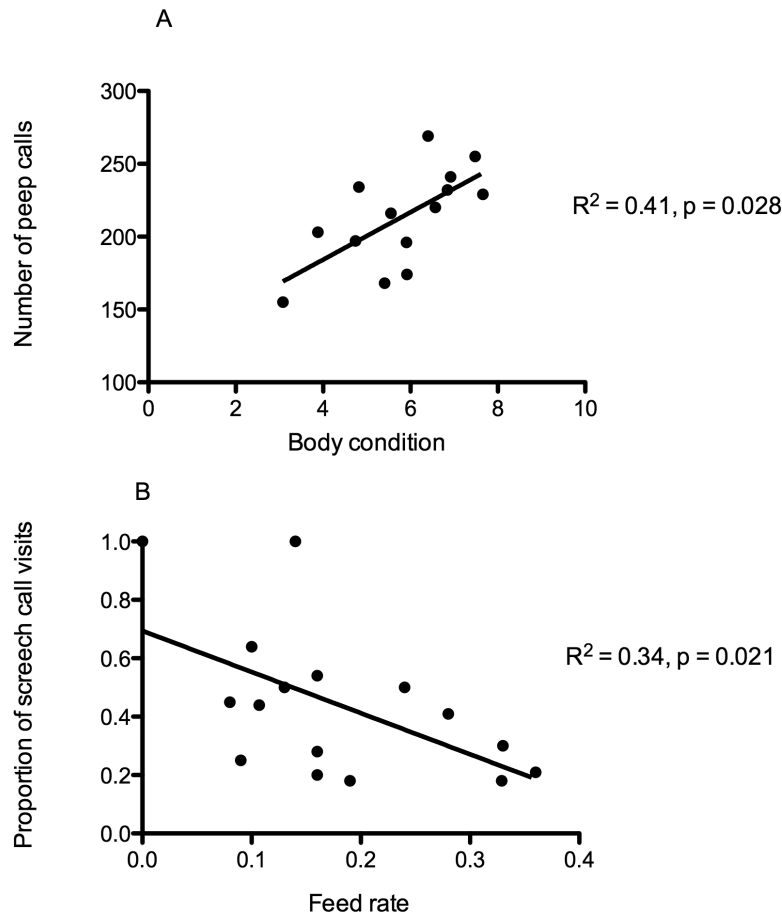 A
300
250
200
150
100
Number of peep calls
R2 = 0.41, p = 0.028
0 2 4 6 8 10
Body condition
B
1.0
0.8
0.6
0.4
0.2
0.0
Proportion of screech call visits
R2 = 0.34, p = 0.021
0.0 0.1 0.2 0.3 0.4
Feed rate